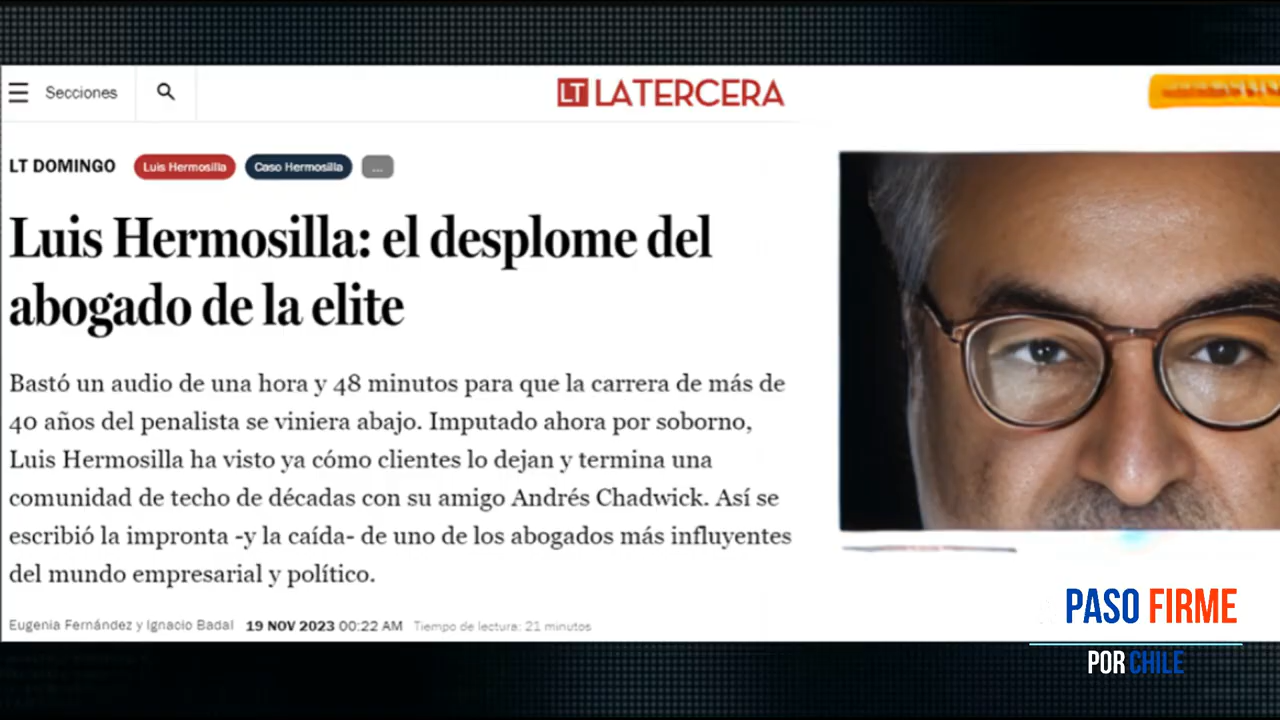 Secciones
LT LATERCERA
LT DOMINGO Luis Hermosilla Caso Hermosilla ...
Luis Hermosilla: el desplome del
abogado de la elite
Bastó un audio de una hora y 48 minutos para que la carrera de más de
40 años del penalista se viniera abajo. Imputado ahora por soborno,
Luis Hermosilla ha visto ya cómo clientes lo dejan y termina una
comunidad de techo de décadas con su amigo Andrés Chadwick. Así se
escribió la impronta -y la caída- de uno de los abogados más influyentes
del mundo empresarial y político.
Eugenia Fernández y Ignacio Badal 19 NOV 2023 00:22 AM Tiempo de lectura: 21 minutos
PASO FIRME
POR CHILE